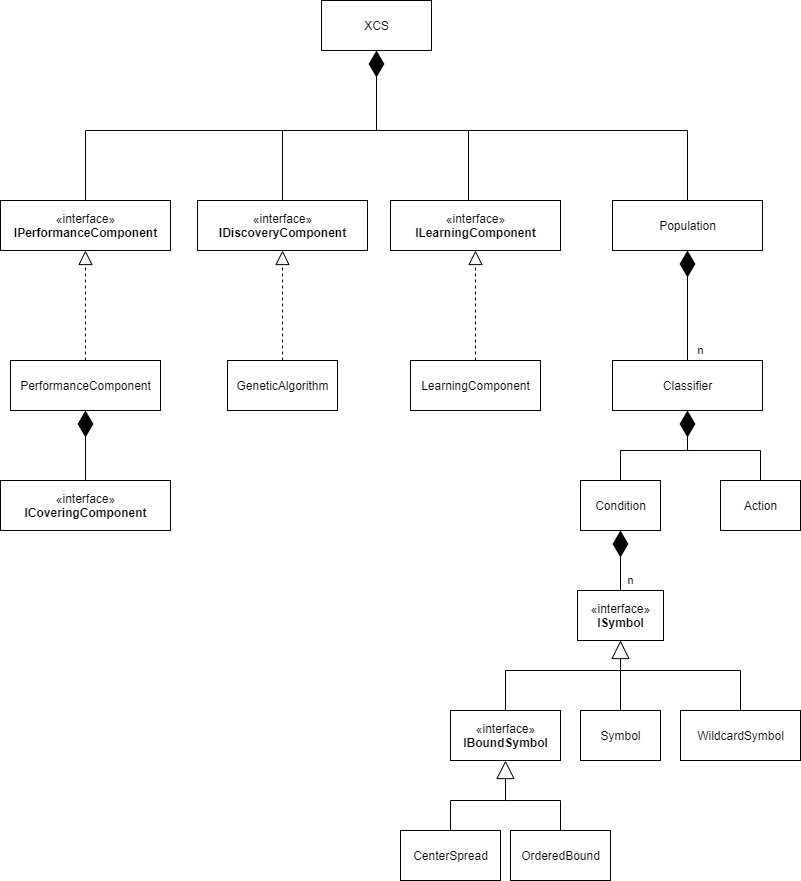 XCS
«interface»
IPerformanceComponent
«interface»
IDiscoveryComponent
«interface»
ILearningComponent
Population
n
PerformanceComponent
GeneticAlgorithm
LearningComponent
Classifier
«interface»
ICoveringComponent
Condition
Action
n
«interface»
ISymbol
«interface»
IBoundSymbol
Symbol
WildcardSymbol
CenterSpread
OrderedBound